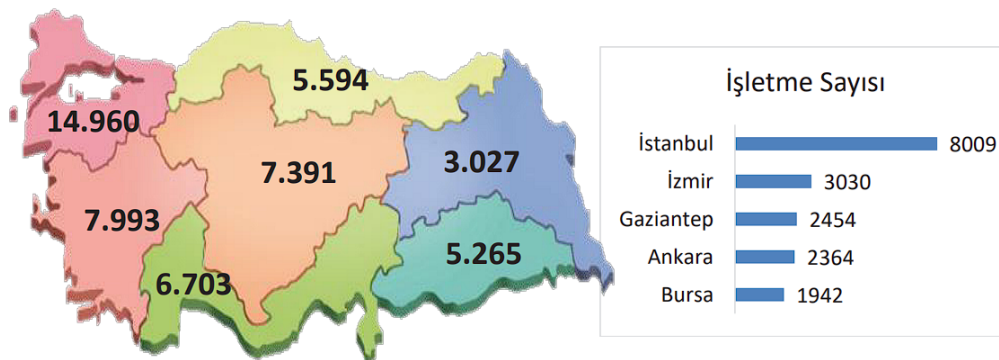 5.594
14.960
7.391
3.027
7.993
5.265
6.703
İşletme Sayısı
İstanbul 8009
İzmir 3030
Gaziantep 2454
Ankara 2364
Bursa 1942